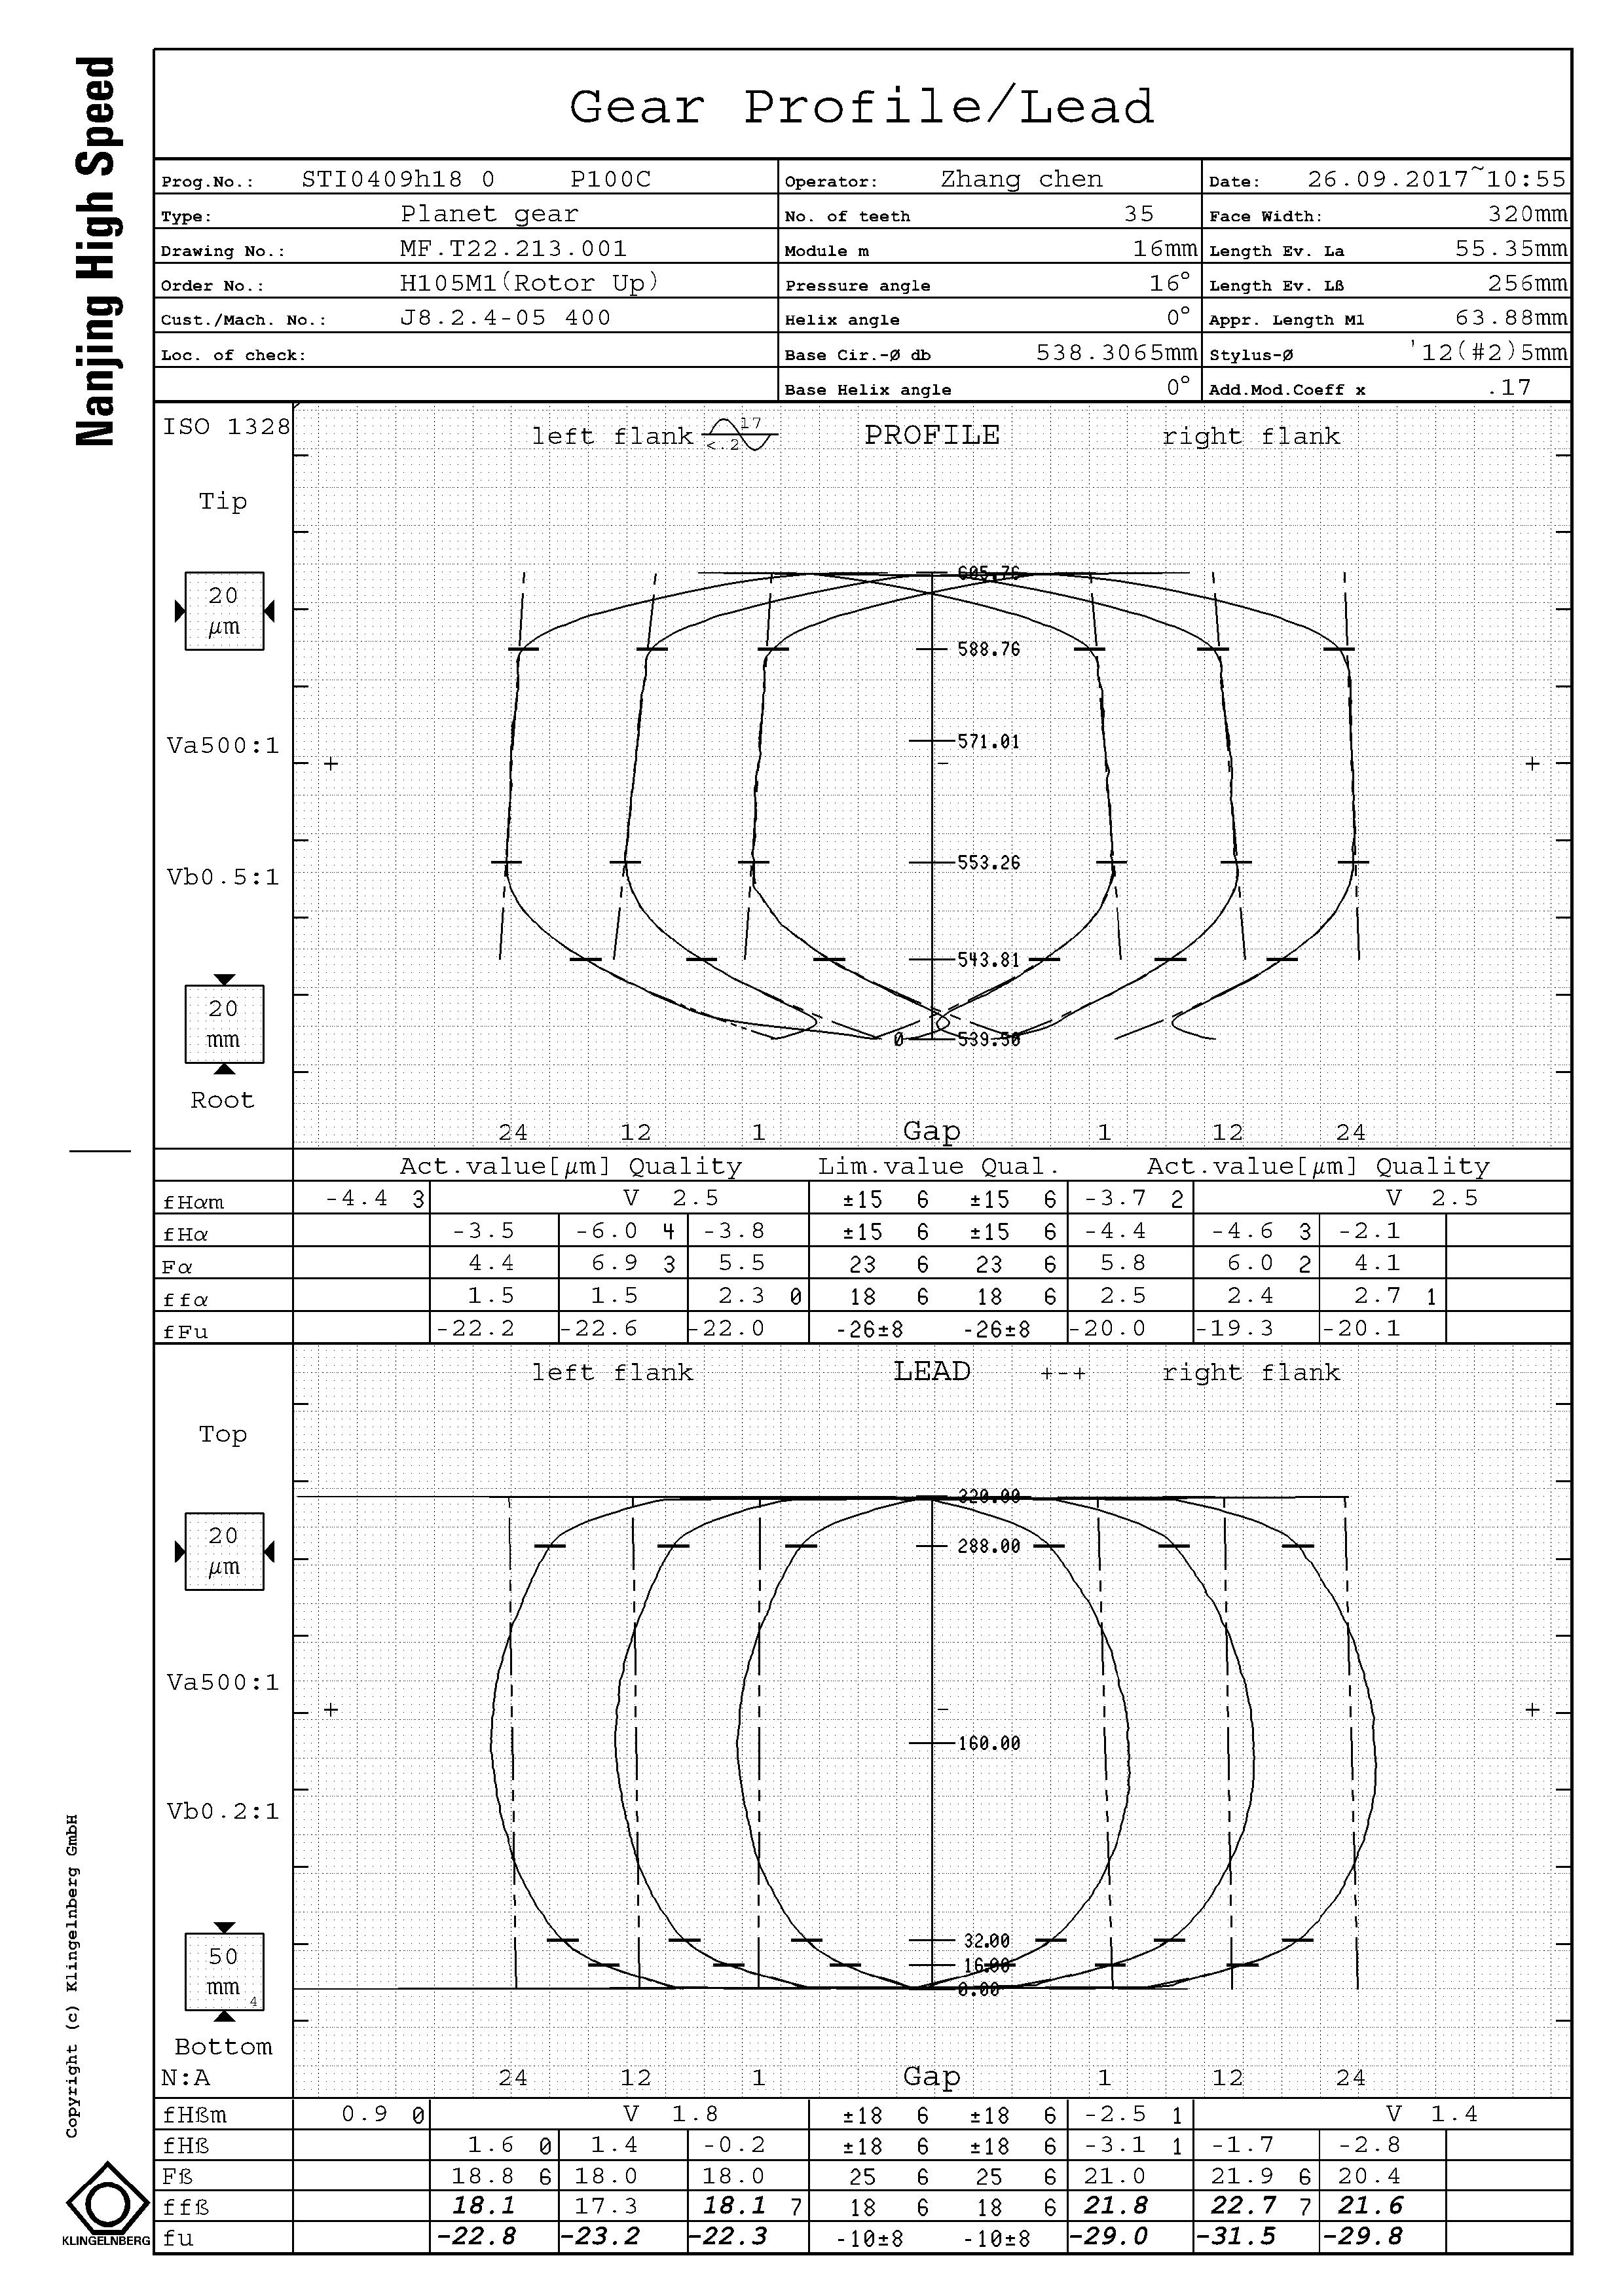 Nanjing High Speed
Gear Profile/Lead
Prog.No.: STI0409h18 0 P100C Operator: Zhang chen Date: 26.09.2017~10:55
Type: Planet gear No. of teeth 35 Face Width: 320mm
Drawing No.: MF.T22.213.001 Module m 16mm Length Ev. La 55.35mm
Order No.: H105M1(Rotor Up) Pressure angle 16° Length Ev. Lß 256mm
Cust./Mach. No.: J8.2.4-05 400 Helix angle 0° Appr. Length M1 63.88mm
Loc. of check: Base Cir.-Ø db 538.3065mm Stylus-Ø '12(#2)5mm
Base Helix angle 0° Add.Mod.Coeff x .17
ISO 1328 left flank 17 <.2 PROFILE right flank
Tip
605.76
20 µm
588.76
Va500:1 571.01
+ - +
553.26
Vb0.5:1
543.81
20 mm
0 539.50
Root
24 12 1 Gap 1 12 24
Act.value[µm] Quality Lim.value Qual. Act.value[µm] Quality
fHαm -4.4 3 V 2.5 ±15 6 ±15 6 -3.7 2 V 2.5
fHα -3.5 -6.0 4 -3.8 ±15 6 ±15 6 -4.4 -4.6 3 -2.1
Fα 4.4 6.9 3 5.5 23 6 23 6 5.8 6.0 2 4.1
ffα 1.5 1.5 2.3 0 18 6 18 6 2.5 2.4 2.7 1
fFu -22.2 -22.6 -22.0 -26±8 -26±8 -20.0 -19.3 -20.1
left flank LEAD +-+ right flank
Top
320.00
20 µm
288.00
Va500:1
+ - +
160.00
Vb0.2:1
32.00
50 mm 4
16.00
0.00
Bottom
N:A 24 12 1 Gap 1 12 24
fHßm 0.9 0 V 1.8 ±18 6 ±18 6 -2.5 1 V 1.4
fHß 1.6 0 1.4 -0.2 ±18 6 ±18 6 -3.1 1 -1.7 -2.8
Fß 18.8 6 18.0 18.0 25 6 25 6 21.0 21.9 6 20.4
ffß 18.1 17.3 18.1 7 18 6 18 6 21.8 22.7 7 21.6
fu -22.8 -23.2 -22.3 -10±8 -10±8 -29.0 -31.5 -29.8
Copyright (c) Klingelnberg GmbH
KLINGELNBERG